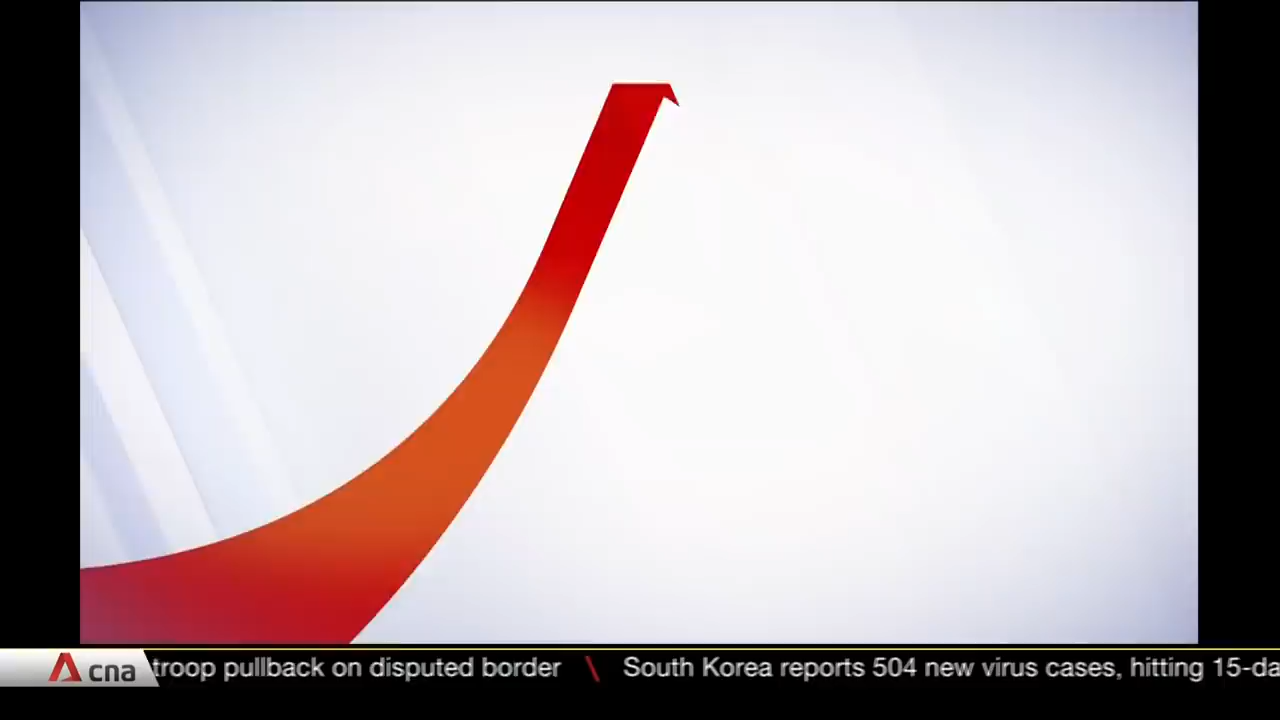 cna
troop pullback on disputed border \ South Korea reports 504 new virus cases, hitting 15-da